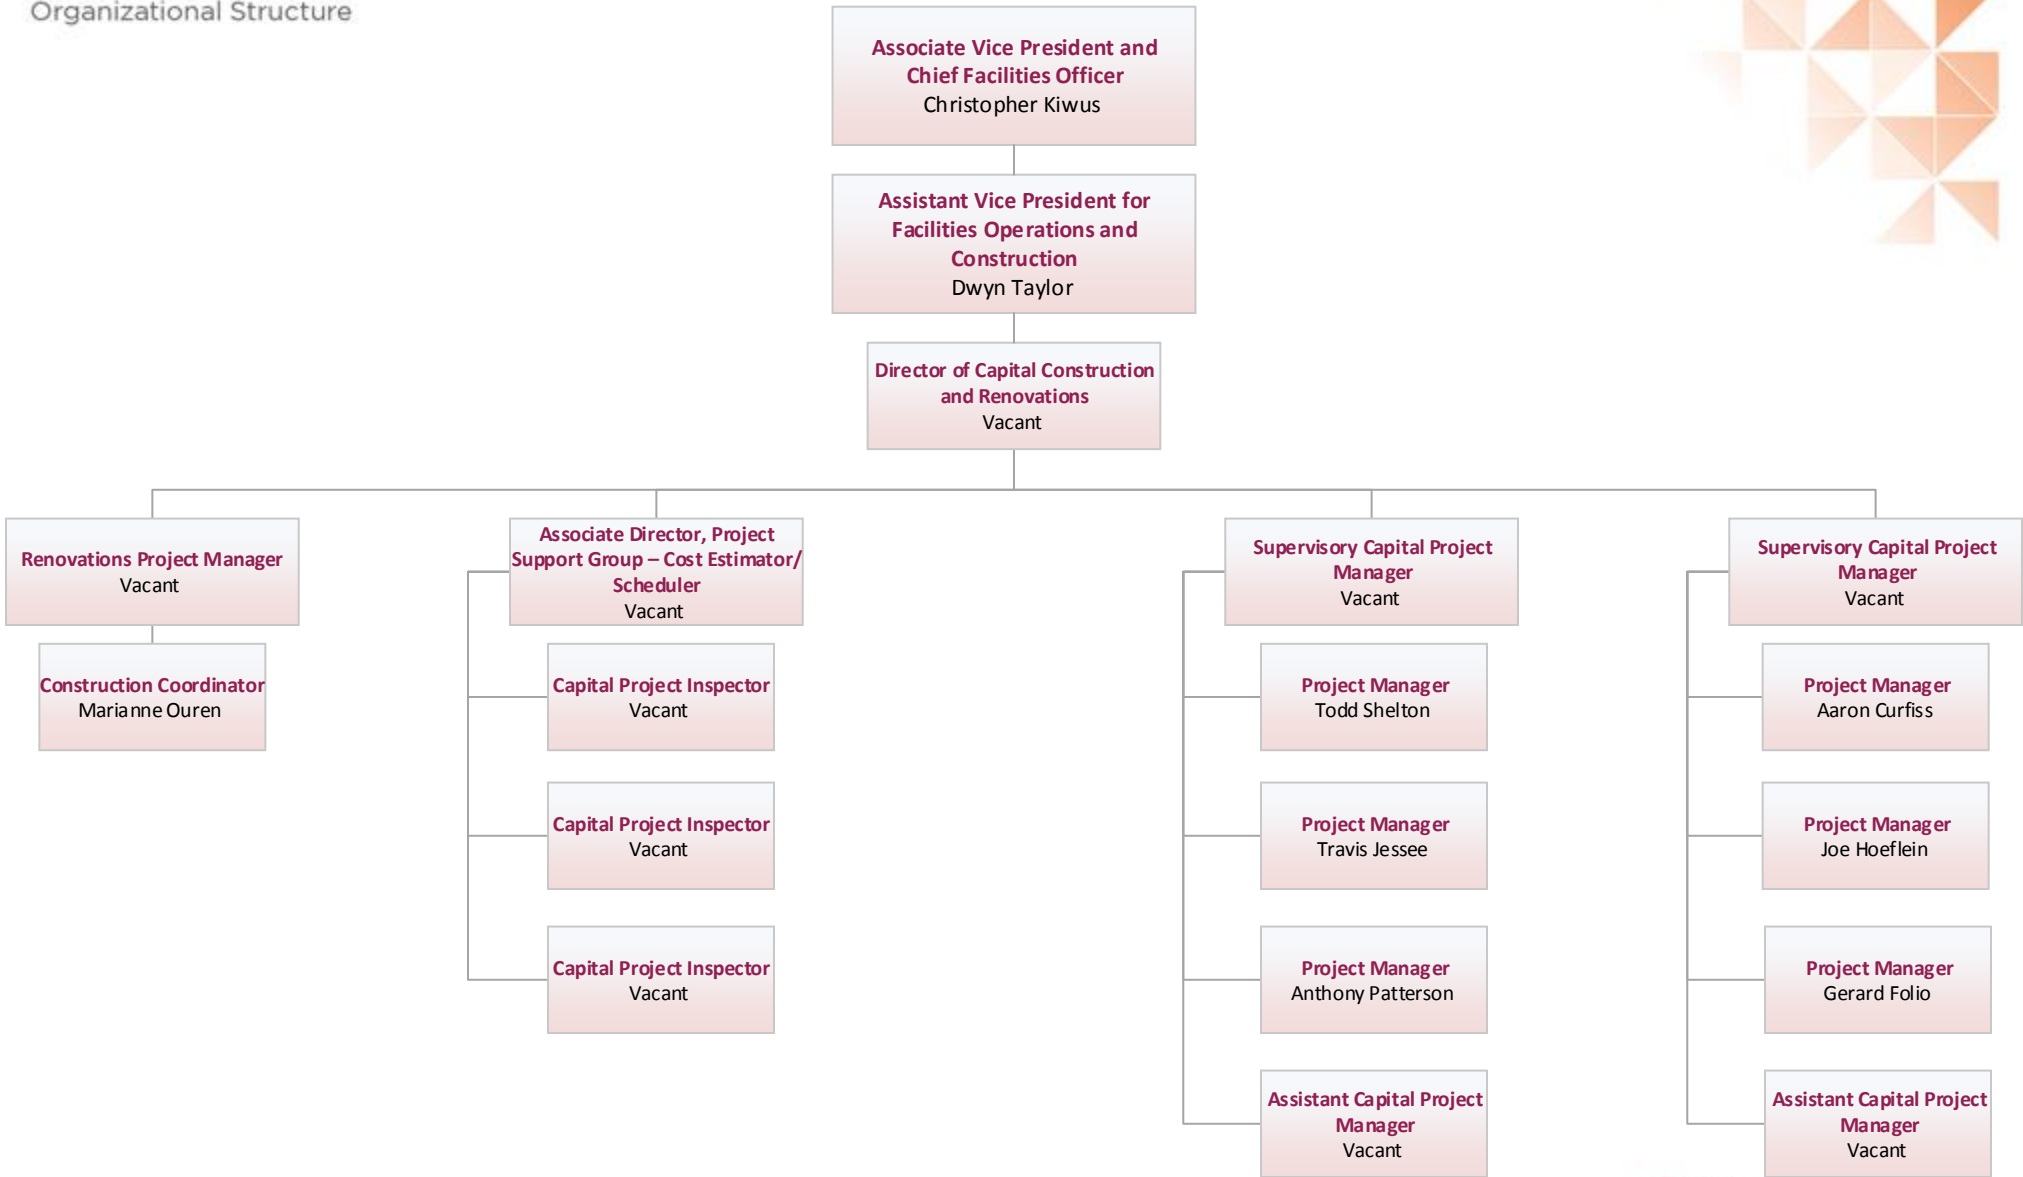 Organizational Structure
Associate Vice President and
Chief Facilities Officer
Christopher Kiwus
Assistant Vice President for
Facilities Operations and
Construction
Dwyn Taylor
Director of Capital Construction
and Renovations
Vacant
Renovations Project Manager
Vacant
Construction Coordinator
Marianne Ouren
Associate Director, Project
Support Group – Cost Estimator/
Scheduler
Vacant
Capital Project Inspector
Vacant
Capital Project Inspector
Vacant
Capital Project Inspector
Vacant
Supervisory Capital Project
Manager
Vacant
Project Manager
Todd Shelton
Project Manager
Travis Jessee
Project Manager
Anthony Patterson
Assistant Capital Project
Manager
Vacant
Supervisory Capital Project
Manager
Vacant
Project Manager
Aaron Curfiss
Project Manager
Joe Hoeflein
Project Manager
Gerard Folio
Assistant Capital Project
Manager
Vacant